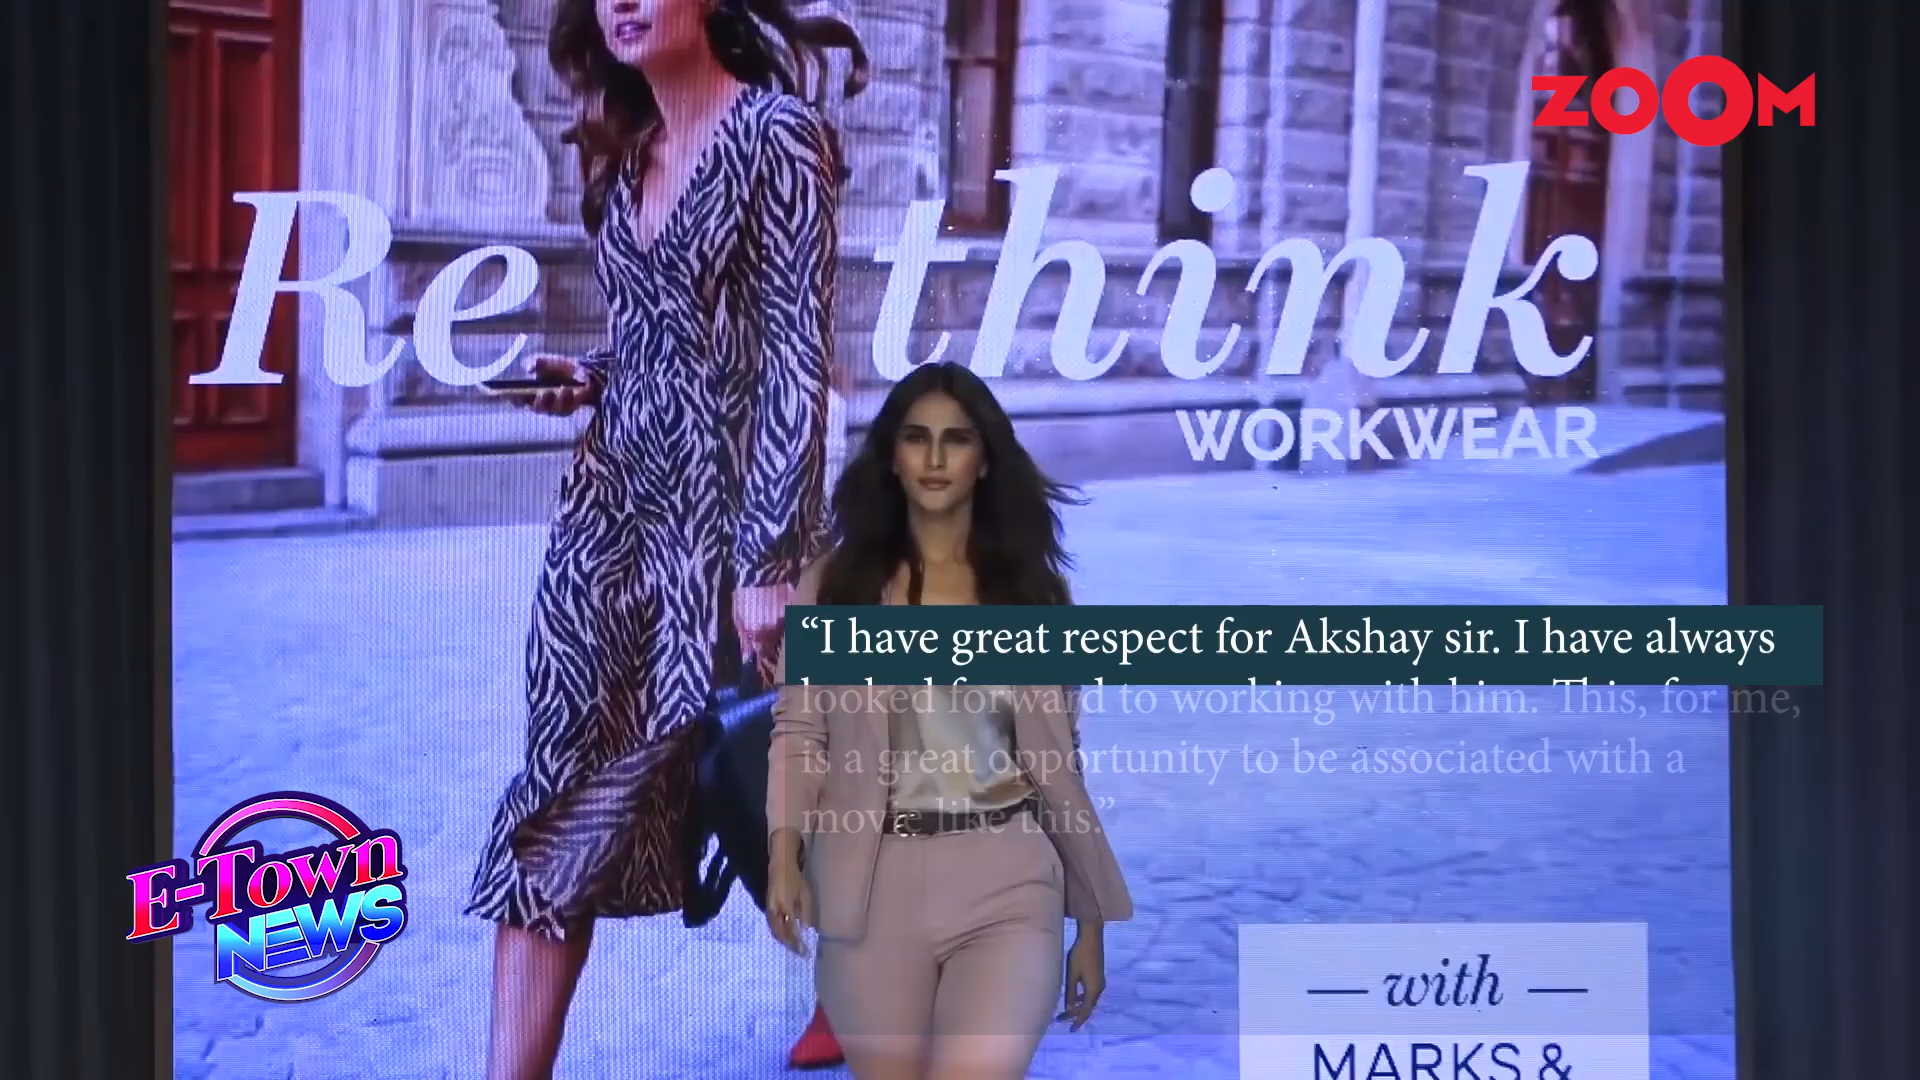 ZOOM
Re think
WORKWEAR
“I have great respect for Akshay sir. I have always
looked forward to working with him. This, for me,
is a great opportunity to be associated with a
movie like this.”
E-TOWN
NEWS
— with —
MARKS &